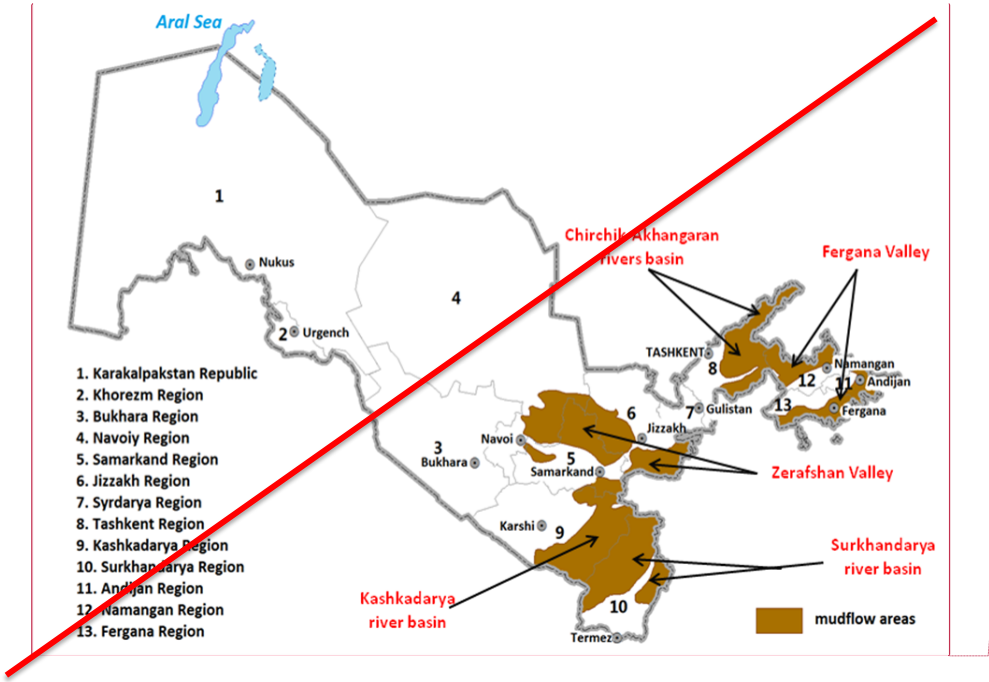 Aral Sea
1
Chirchik Akhangaran
rivers basin
Fergana Valley
Nukus
4
2
Urgench
TASHKENT
8
Namangan
12
11
Andijan
13
Fergana
7
Gulistan
6
Jizzakh
3
Bukhara
Navoi
5
Samarkand
Zerafshan Valley
1. Karakalpakstan Republic
2. Khorezm Region
3. Bukhara Region
4. Navoiy Region
5. Samarkand Region
6. Jizzakh Region
7. Syrdarya Region
8. Tashkent Region
9. Kashkadarya Region
10. Surkhandarya Region
11. Andijan Region
12. Namangan Region
13. Fergana Region
Karshi
9
Surkhandarya
river basin
Kashkadarya
river basin
10
Termez
mudflow areas